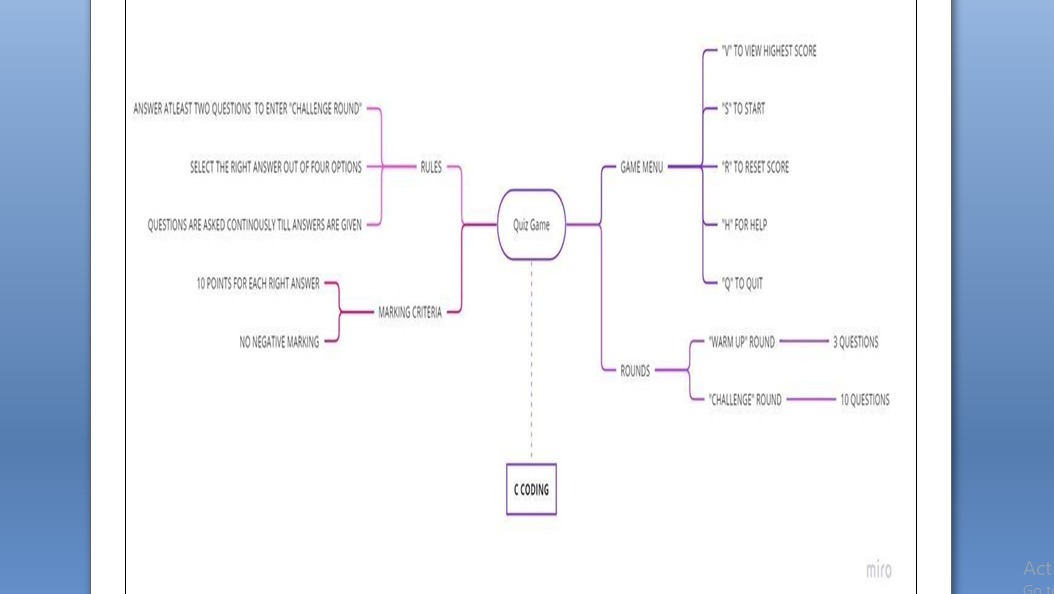 "V" TO VIEW HIGHEST SCORE
ANSWER ATLEAST TWO QUESTIONS TO ENTER "CHALLENGE ROUND"
"S" TO START
SELECT THE RIGHT ANSWER OUT OF FOUR OPTIONS
RULES
GAME MENU
"R" TO RESET SCORE
QUESTIONS ARE ASKED CONTINOUSLY TILL ANSWERS ARE GIVEN
Quiz Game
"H" FOR HELP
10 POINTS FOR EACH RIGHT ANSWER
"Q" TO QUIT
MARKING CRITERIA
NO NEGATIVE MARKING
"WARM UP" ROUND
3 QUESTIONS
ROUNDS
"CHALLENGE" ROUND
10 QUESTIONS
C CODING
miro